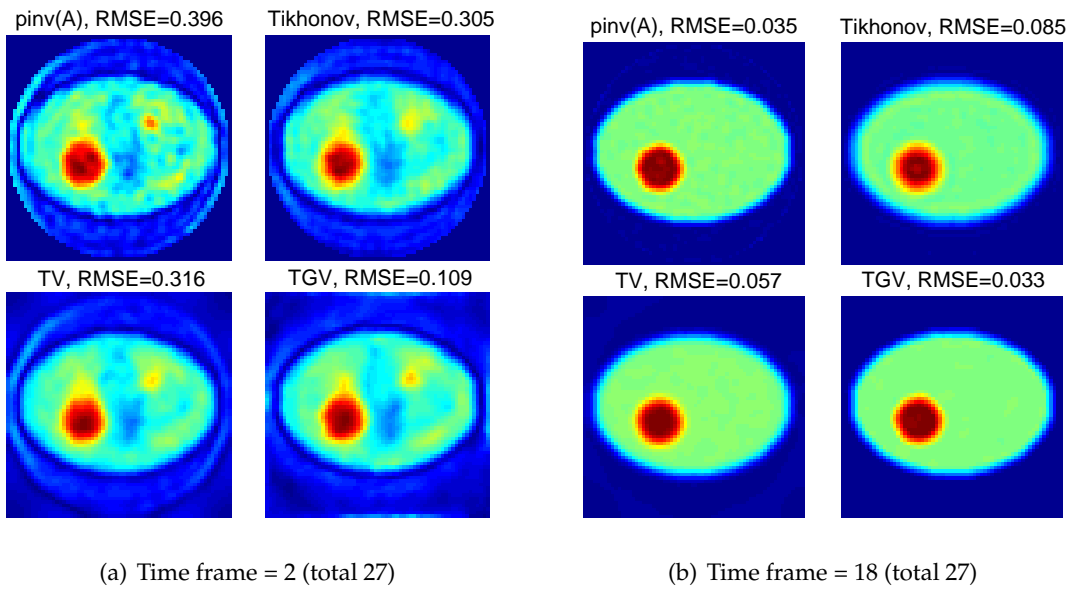 pinv(A), RMSE=0.396
Tikhonov, RMSE=0.305
TV, RMSE=0.316
TGV, RMSE=0.109
(a) Time frame = 2 (total 27)
pinv(A), RMSE=0.035
Tikhonov, RMSE=0.085
TV, RMSE=0.057
TGV, RMSE=0.033
(b) Time frame = 18 (total 27)